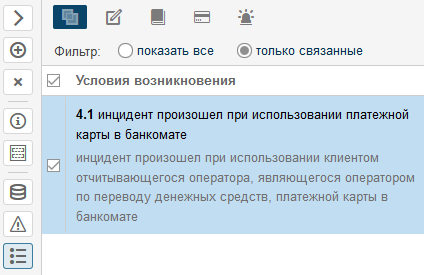 Фильтр: показать все только связанные
Условия возникновения
4.1 инцидент произошел при использовании платежной
карты в банкомате
инцидент произошел при использовании клиентом
отчитывающегося оператора, являющегося оператором
по переводу денежных средств, платежной карты в
банкомате